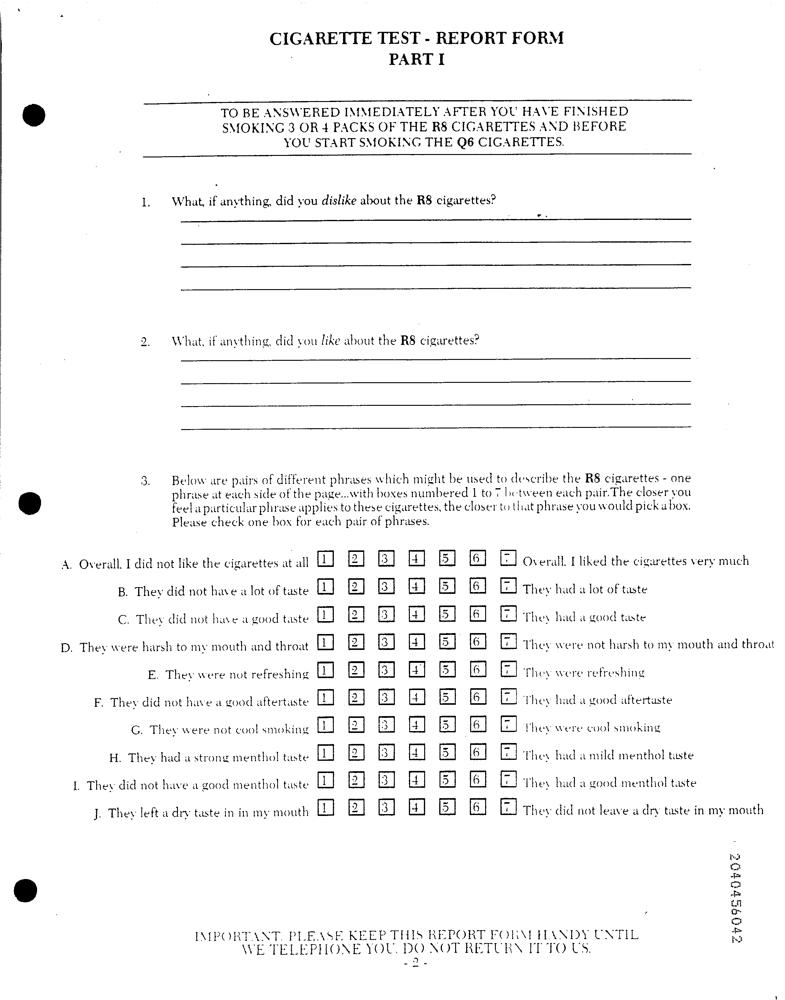 CIGARETTE TEST - REPORT FORM
PART I
TO BE ANSWERED IMMEDIATELY AFTER YOU HAVE FINISHED
SMOKING 3 OR 4 PACKS OF THE R8 CIGARETTES AND BEFORE
YOU START SMOKING THE Q6 CIGARETTES.
1. What, if anything, did you dislike about the R8 cigarettes?
2. What, if anything, did you like about the R8 cigarettes?
3. Below are pairs of different phrases which might be used to describe the R8 cigarettes - one
phrase at each side of the page...with boxes numbered 1 to 7 between each pair.The closer you
feel a particular phrase applies to these cigarettes, the closer to that phrase you would pick a box.
Please check one box for each pair of phrases.
A. Overall, I did not like the cigarettes at all 1 2 3 4 5 6 7 Overall, I liked the cigarettes very much
B. They did not have a lot of taste 1 2 3 4 5 6 7 They had a lot of taste
C. They did not have a good taste 1 2 3 4 5 6 7 They had a good taste
D. They were harsh to my mouth and throat 1 2 3 4 5 6 7 They were not harsh to my mouth and throat
E. They were not refreshing 1 2 3 4 5 6 7 They were refreshing
F. They did not have a good aftertaste 1 2 3 4 5 6 7 They had a good aftertaste
G. They were not cool smoking 1 2 3 4 5 6 7 They were cool smoking
H. They had a strong menthol taste 1 2 3 4 5 6 7 They had a mild menthol taste
I. They did not have a good menthol taste 1 2 3 4 5 6 7 They had a good menthol taste
J. They left a dry taste in in my mouth 1 2 3 4 5 6 7 They did not leave a dry taste in my mouth
2040456042
IMPORTANT. PLEASE KEEP THIS REPORT FORM HANDY UNTIL
WE TELEPHONE YOU. DO NOT RETURN IT TO US.
- 2 -